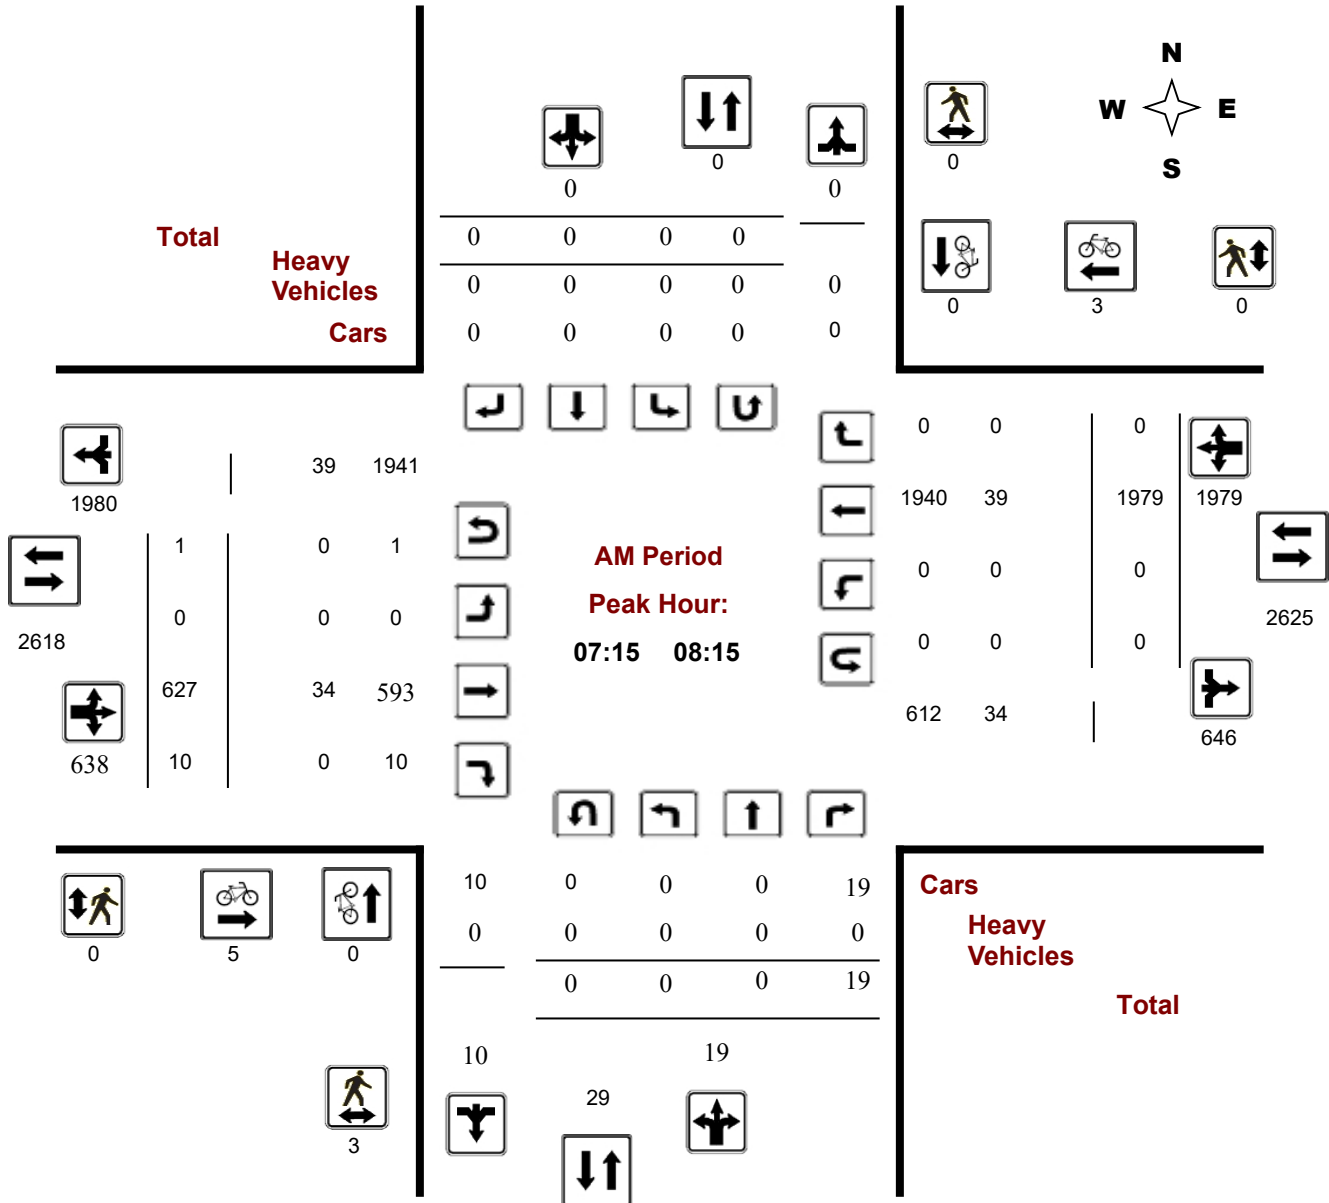 N
W E
S
0
0
0 0 0
Total
0 0 0 0
Heavy
Vehicles
0 0 0 0 0
0 3 0
Cars
0 0 0 0 0
0 0 0
39 1941
1980
1940 39 1979 1979
1 0 1
AM Period
0 0 0
0 0 0
Peak Hour:
2618
2625
07:15 08:15
0 0 0
627 34 593
612 34
646
638 10 0 10
10 0 0 0 19
Cars
0 0 0 0 0
Heavy
Vehicles
0 5 0
0 0 0 19
Total
10 19
29
3